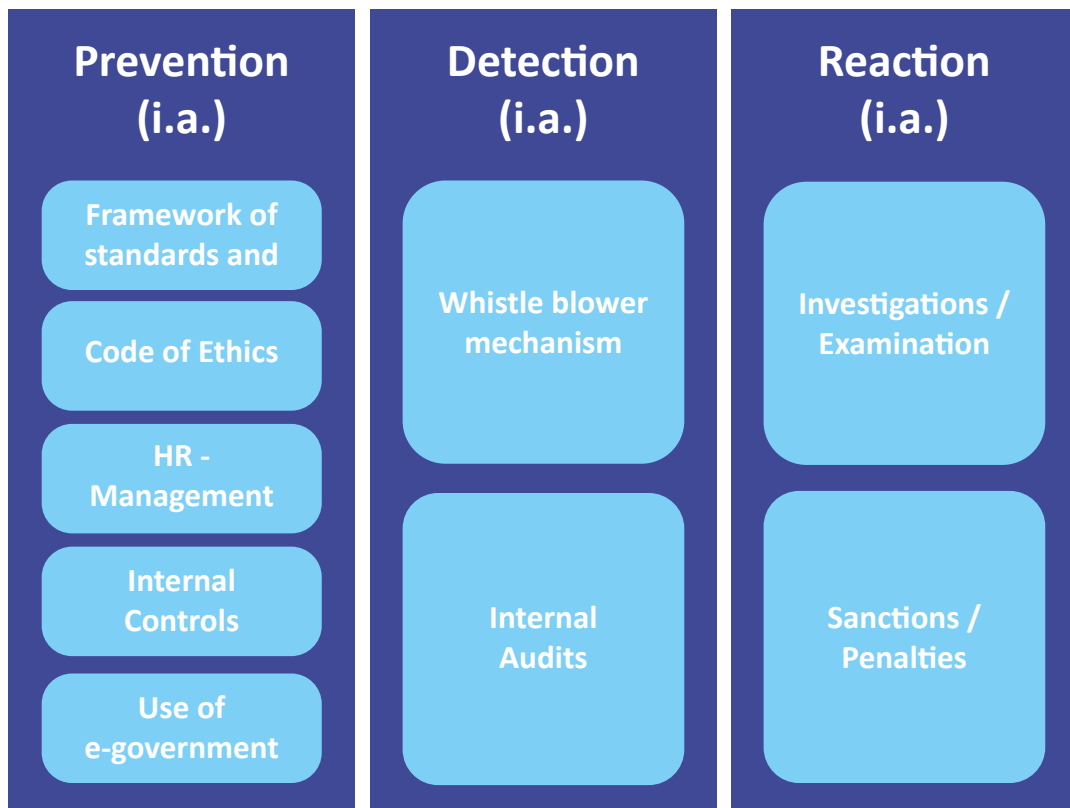 Prevention
(i.a.)
Framework of
standards and
Code of Ethics
HR -
Management
Internal
Controls
Use of
e-government
Detection
(i.a.)
Whistle blower
mechanism
Internal
Audits
Reaction
(i.a.)
Investigations /
Examination
Sanctions /
Penalties